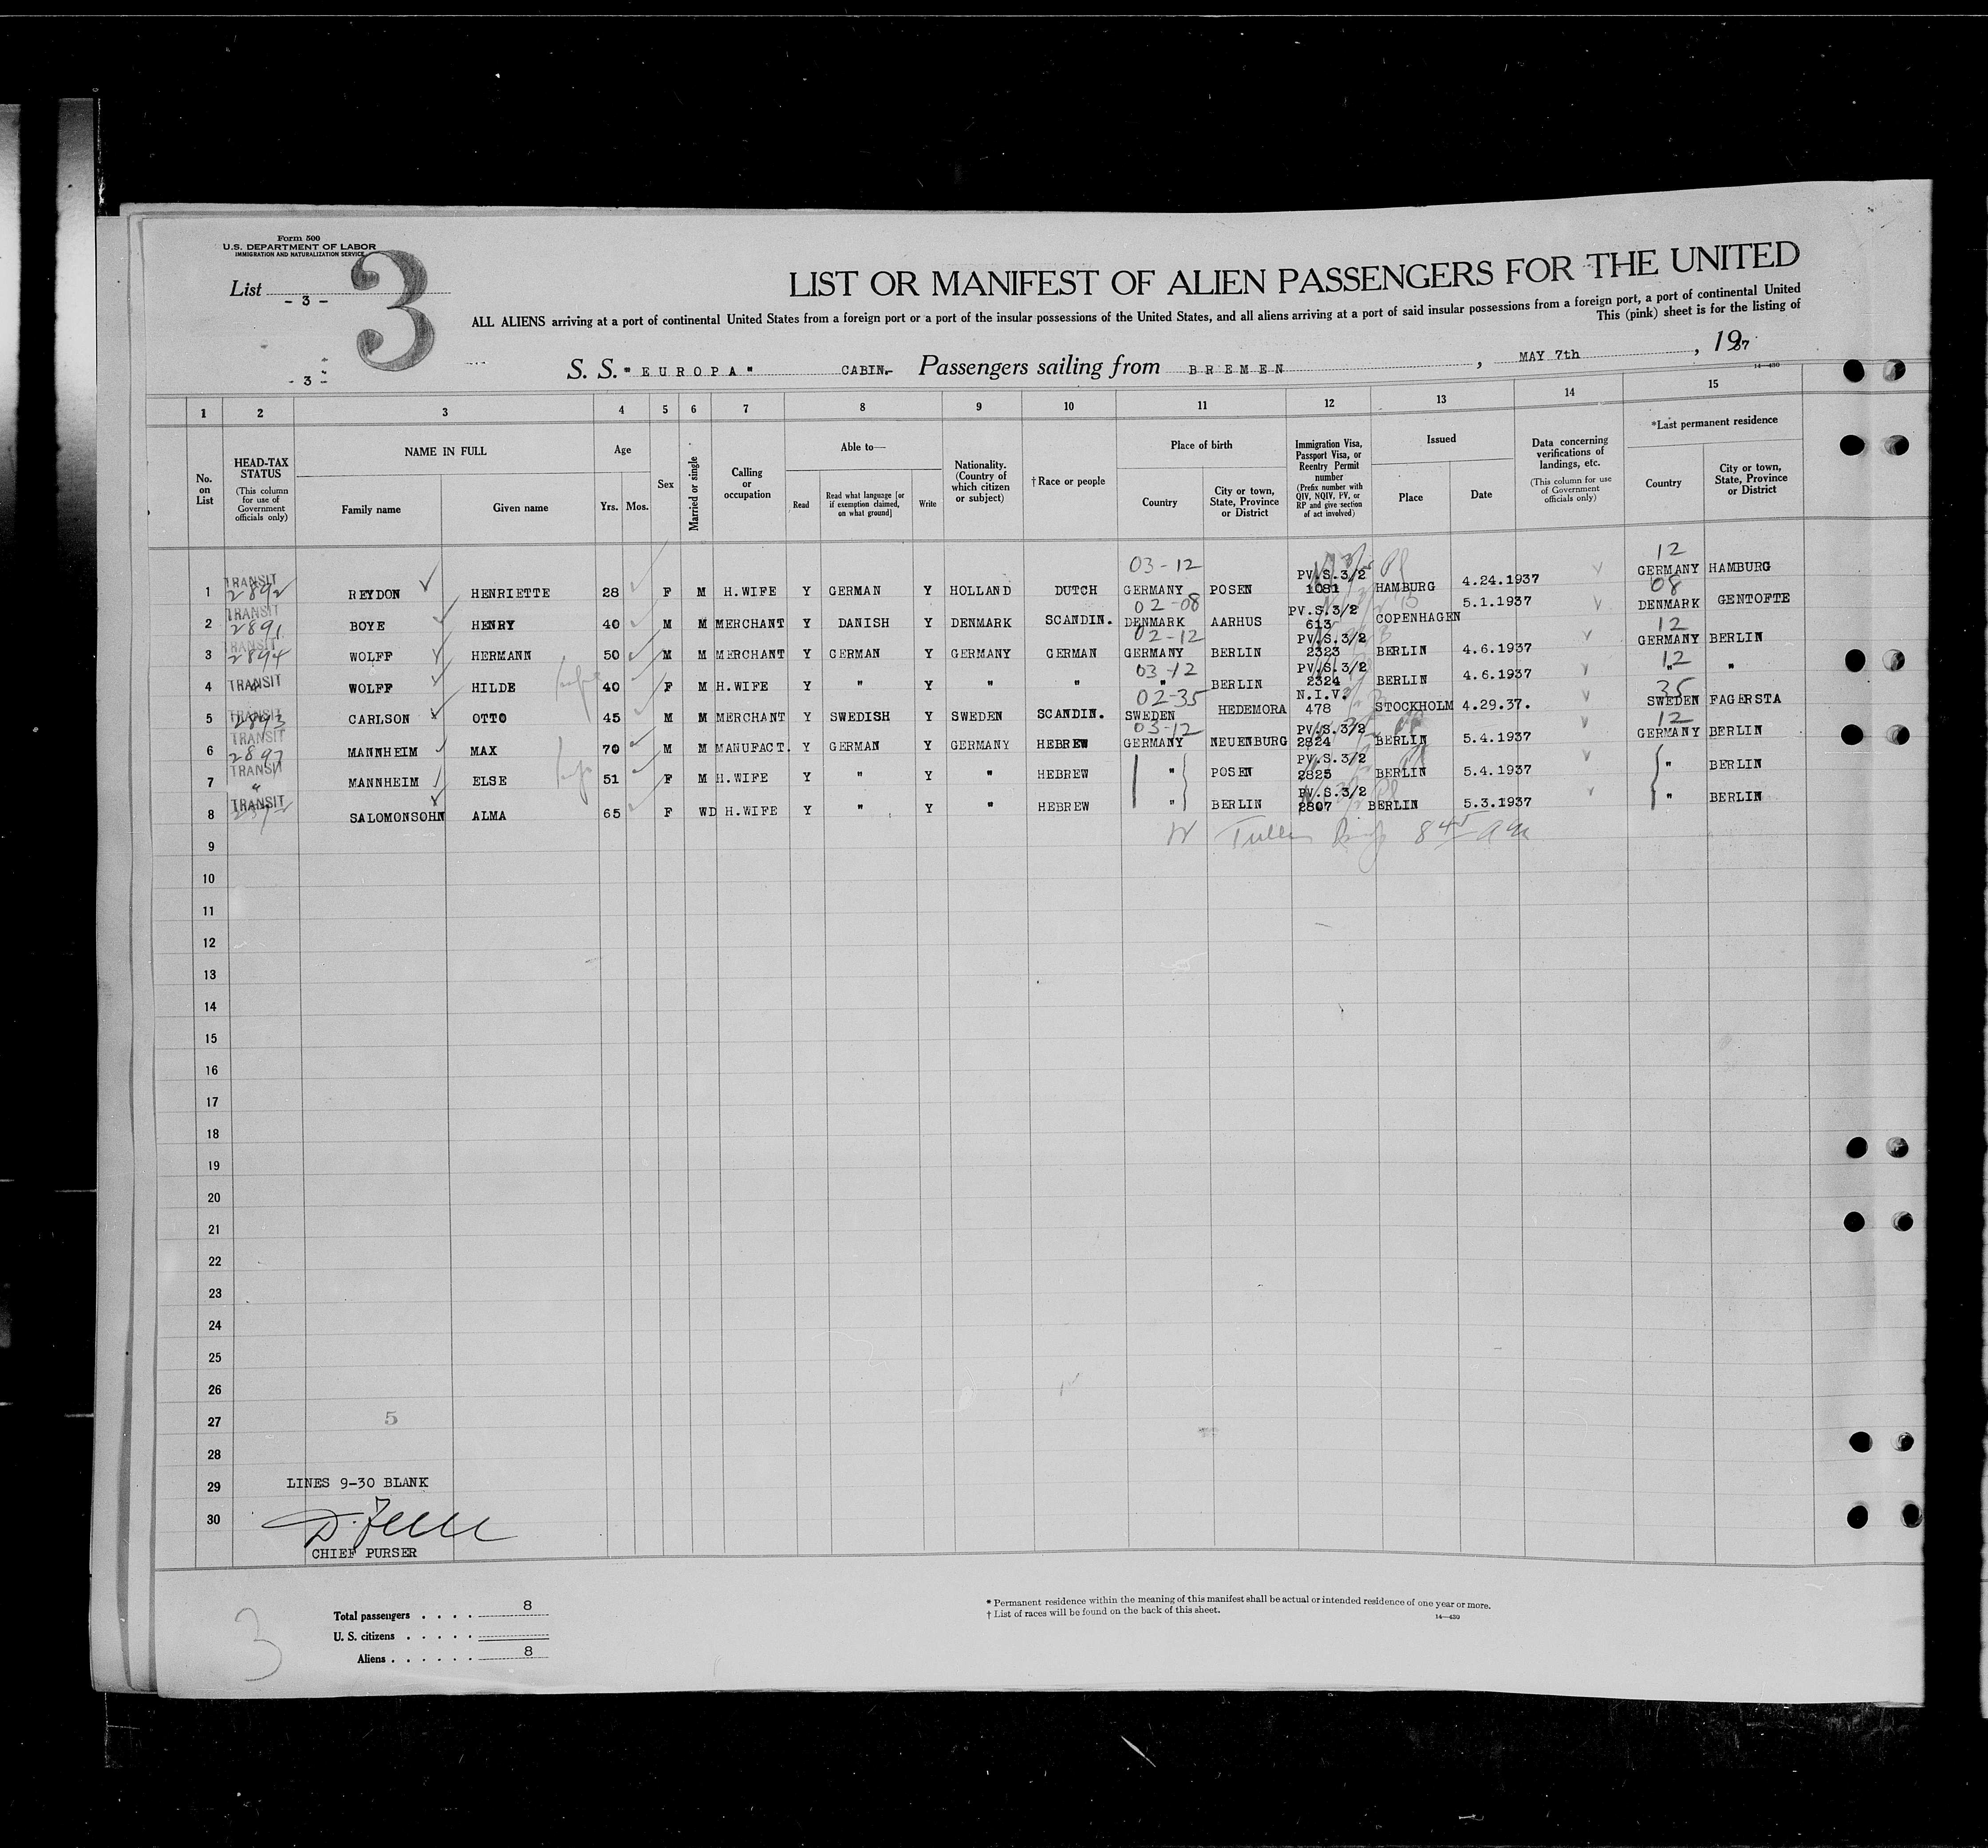 Form 500
U.S. DEPARTMENT OF LABOR
IMMIGRATION AND NATURALIZATION SERVICE
List - 3 -
3
LIST OR MANIFEST OF ALIEN PASSENGERS FOR THE UNITED
ALL ALIENS arriving at a port of continental United States from a foreign port or a port of the insular possessions of the United States, and all aliens arriving at a port of said insular possessions from a foreign port, a port of continental United
This (pink) sheet is for the listing of
- 3 -
S. S. "EUROPA" CABIN.- Passengers sailing from BREMEN , MAY 7th , 1937
14—430
1 2 3 4 5 6 7 8 9 10 11 12 13 14 15
No. on List
HEAD-TAX STATUS (This column for use of Government officials only)
NAME IN FULL Family name Given name
Age Yrs. Mos.
Sex
Married or single
Calling or occupation
Able to— Read Read what language [or if exemption claimed, on what ground] Write
Nationality. (Country of which citizen or subject)
†Race or people
Place of birth Country City or town, State, Province or District
Immigration Visa, Passport Visa, or Reentry Permit number (Prefix number with QIV, NQIV, PV, or RP and give section of act involved)
Issued Place Date
Data concerning verifications of landings, etc. (This column for use of Government officials only)
*Last permanent residence Country City or town, State, Province or District
03-12 12
1 TRANSIT 2892 REYDON HENRIETTE 28 F M H.WIFE Y GERMAN Y HOLLAND DUTCH GERMANY POSEN PV.S.3/2 1081 HAMBURG 4.24.1937 GERMANY HAMBURG
02-08 08
2 TRANSIT 2891 BOYE HENRY 40 M M MERCHANT Y DANISH Y DENMARK SCANDIN. DENMARK AARHUS PV.S.3/2 613 COPENHAGEN 5.1.1937 DENMARK GENTOFTE
02-12 12
3 TRANSIT 2894 WOLFF HERMANN 50 M M MERCHANT Y GERMAN Y GERMANY GERMAN GERMANY BERLIN PV.S.3/2 2323 BERLIN 4.6.1937 GERMANY BERLIN
03-12 12
4 TRANSIT " WOLFF HILDE 40 F M H.WIFE Y " Y " " " BERLIN PV.S.3/2 2324 BERLIN 4.6.1937 " "
02-35 35
5 TRANSIT 2893 CARLSON OTTO 45 M M MERCHANT Y SWEDISH Y SWEDEN SCANDIN. SWEDEN HEDEMORA N.I.V. 478 STOCKHOLM 4.29.37. SWEDEN FAGERSTA
03-12 12
6 TRANSIT 2897 MANNHEIM MAX 70 M M MANUFACT. Y GERMAN Y GERMANY HEBREW GERMANY NEUENBURG PV.S.3/2 2824 BERLIN 5.4.1937 GERMANY BERLIN
7 TRANSIT " MANNHEIM ELSE 51 F M H.WIFE Y " Y " HEBREW " POSEN PV.S.3/2 2825 BERLIN 5.4.1937 " BERLIN
8 TRANSIT SALOMONSOHN ALMA 65 F WD H.WIFE Y " Y " HEBREW " BERLIN PV.S.3/2 2807 BERLIN 5.3.1937 " BERLIN
9
10
11
12
13
14
15
16
17
18
19
20
21
22
23
24
25
26
27 5
28
29 LINES 9-30 BLANK
30
CHIEF PURSER
Total passengers . . . . 8
U. S. citizens . . . . .
Aliens . . . . . . 8
3
* Permanent residence within the meaning of this manifest shall be actual or intended residence of one year or more.
† List of races will be found on the back of this sheet.
14—430